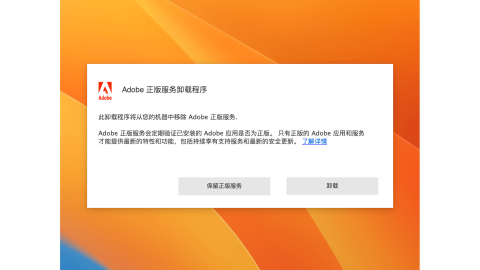 Adobe 正版服务卸载程序
Adobe
此卸载程序将从您的机器中移除 Adobe 正版服务.
Adobe 正版服务会定期验证已安装的 Adobe 应用是否为正版。 只有正版的 Adobe 应用和服务
才能提供最新的特性和功能，包括持续享有支持服务和最新的安全更新。 了解详情
保留正版服务
卸载